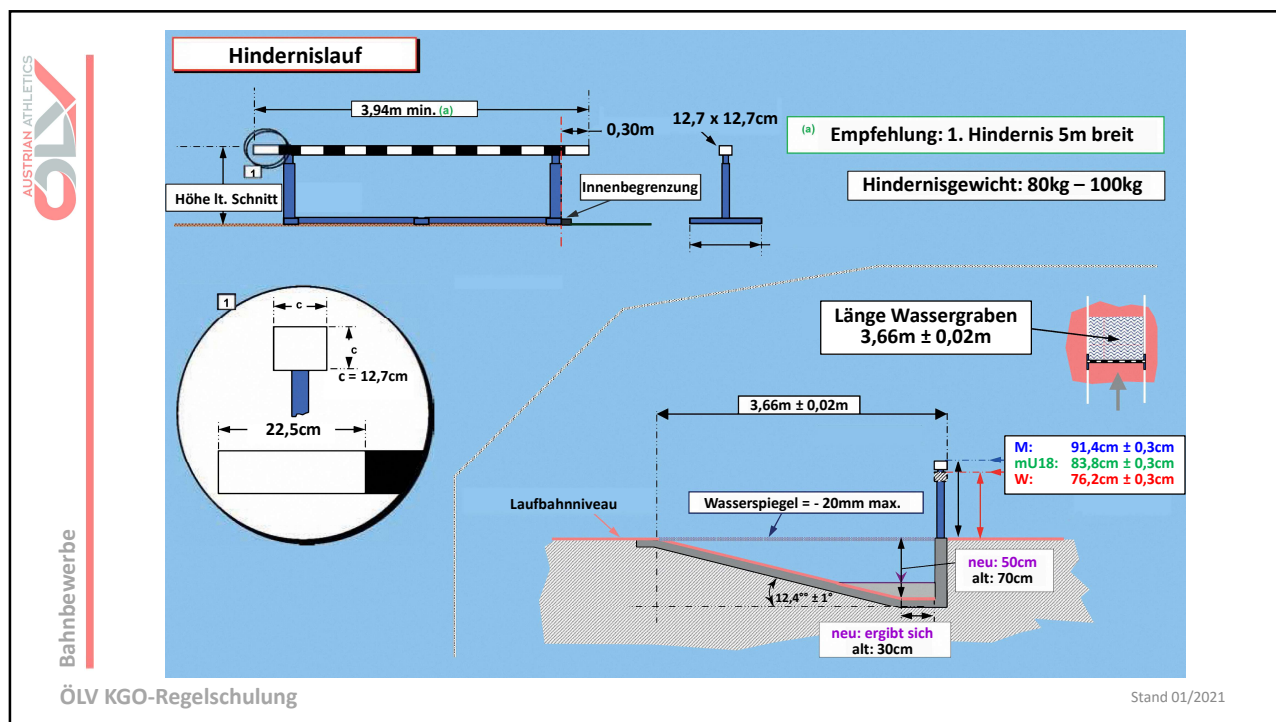 AUSTRIAN ATHLETICS
ÖLV
Bahnbewerbe
Hindernislauf
3,94m min. (a)
0,30m
12,7 x 12,7cm
(a) Empfehlung: 1. Hindernis 5m breit
Hindernisgewicht: 80kg – 100kg
1
Höhe lt. Schnitt
Innenbegrenzung
1
c
c
c = 12,7cm
22,5cm
Länge Wassergraben
3,66m ± 0,02m
3,66m ± 0,02m
M: 91,4cm ± 0,3cm
mU18: 83,8cm ± 0,3cm
W: 76,2cm ± 0,3cm
Laufbahnniveau
Wasserspiegel = - 20mm max.
neu: 50cm
alt: 70cm
12,4°° ± 1°
neu: ergibt sich
alt: 30cm
ÖLV KGO-Regelschulung
Stand 01/2021